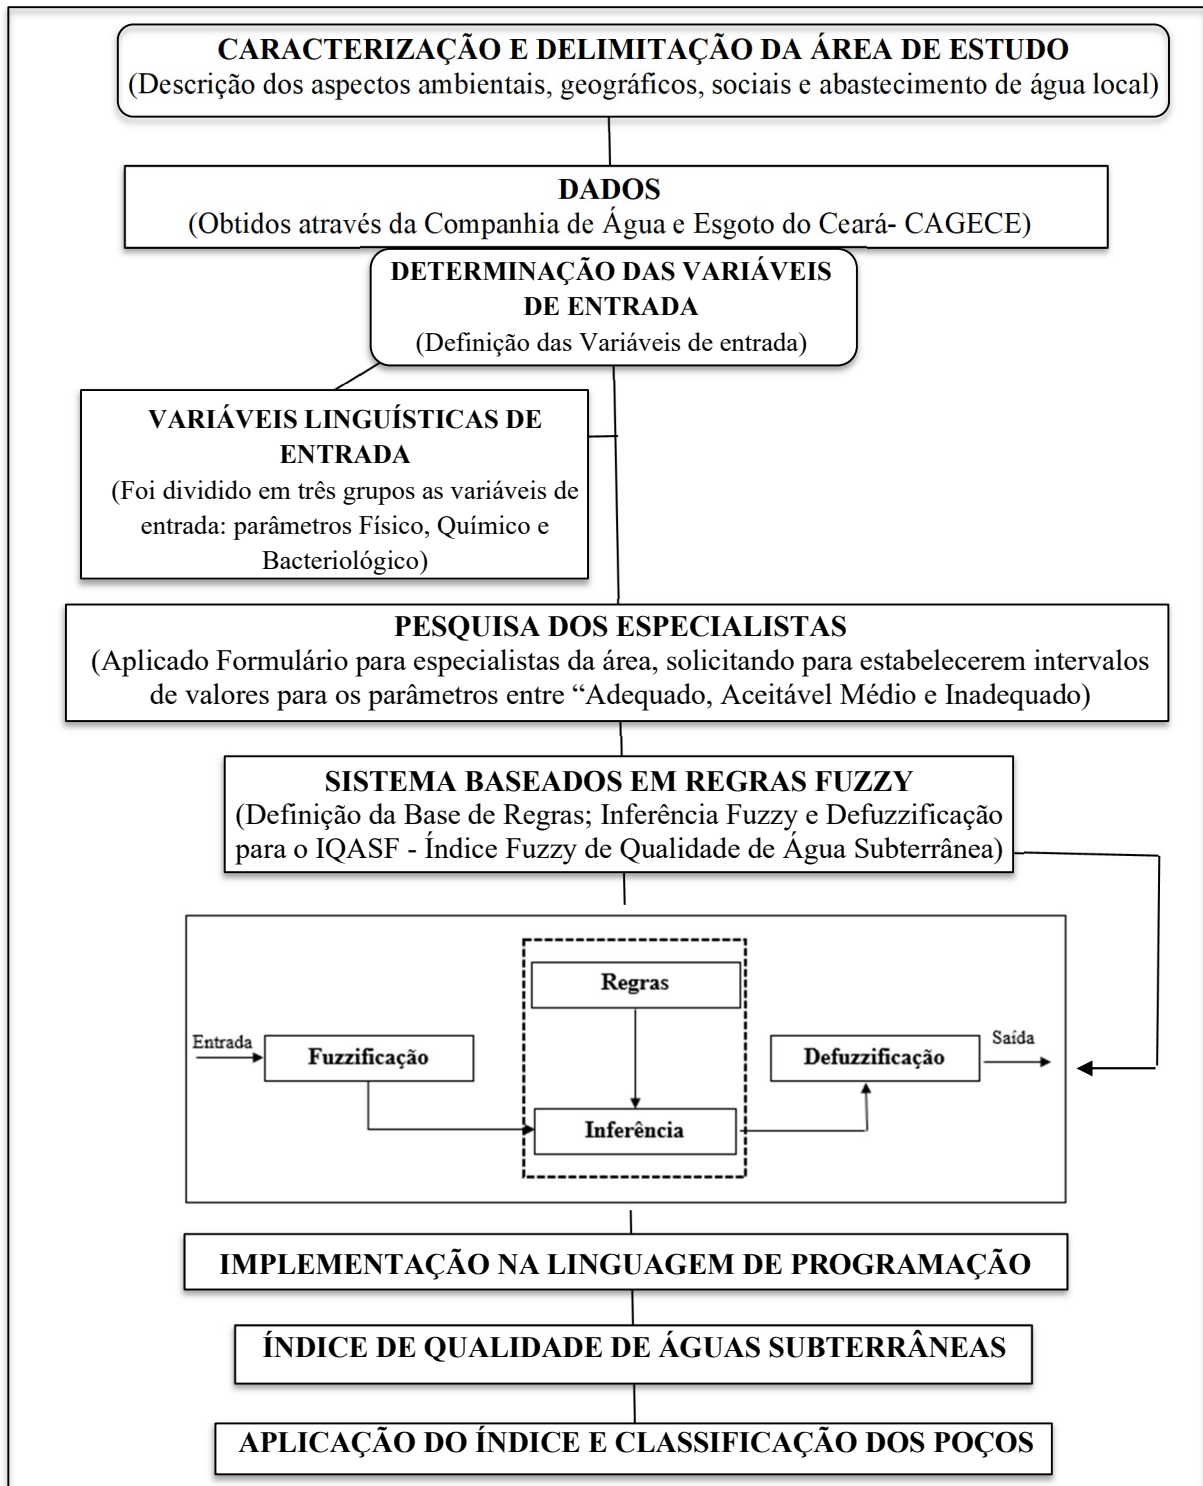 CARACTERIZAÇÃO E DELIMITAÇÃO DA ÁREA DE ESTUDO
(Descrição dos aspectos ambientais, geográficos, sociais e abastecimento de água local)
DADOS
(Obtidos através da Companhia de Água e Esgoto do Ceará- CAGECE)
DETERMINAÇÃO DAS VARIÁVEIS
DE ENTRADA
(Definição das Variáveis de entrada)
VARIÁVEIS LINGUÍSTICAS DE
ENTRADA
(Foi dividido em três grupos as variáveis de
entrada: parâmetros Físico, Químico e
Bacteriológico)
PESQUISA DOS ESPECIALISTAS
(Aplicado Formulário para especialistas da área, solicitando para estabelecerem intervalos
de valores para os parâmetros entre “Adequado, Aceitável Médio e Inadequado)
SISTEMA BASEADOS EM REGRAS FUZZY
(Definição da Base de Regras; Inferência Fuzzy e Defuzzificação
para o IQASF - Índice Fuzzy de Qualidade de Água Subterrânea)
Regras
Entrada
Fuzzificação
Defuzzificação
Saída
Inferência
IMPLEMENTAÇÃO NA LINGUAGEM DE PROGRAMAÇÃO
ÍNDICE DE QUALIDADE DE ÁGUAS SUBTERRÂNEAS
APLICAÇÃO DO ÍNDICE E CLASSIFICAÇÃO DOS POÇOS